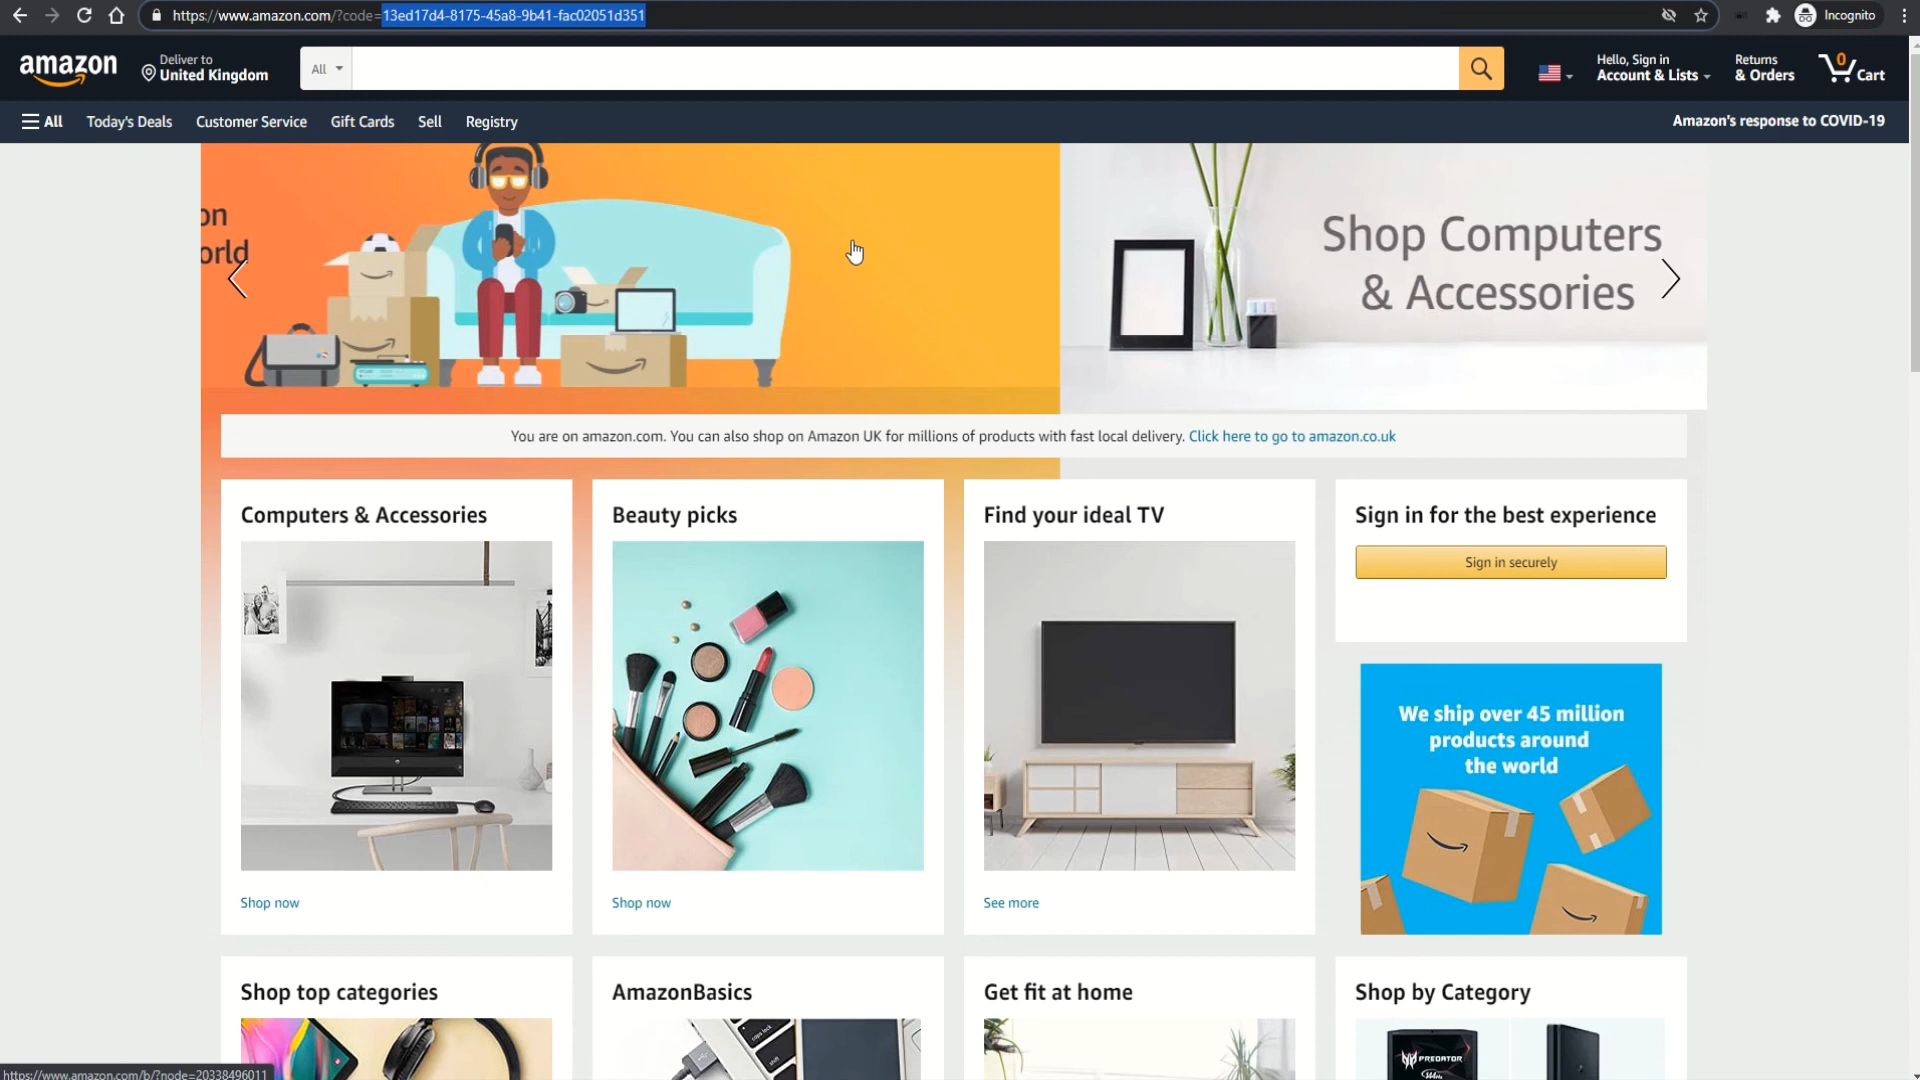 https://www.amazon.com/?code=13ed17d4-8175-45a8-9b41-fac02051d351
Incognito
amazon
Deliver to
United Kingdom
All
Hello, Sign in
Account & Lists
Returns
& Orders
0
Cart
All
Today's Deals
Customer Service
Gift Cards
Sell
Registry
Amazon's response to COVID-19
on
orld
Shop Computers
& Accessories
You are on amazon.com. You can also shop on Amazon UK for millions of products with fast local delivery. Click here to go to amazon.co.uk
Computers & Accessories
Beauty picks
Find your ideal TV
Sign in for the best experience
Sign in securely
We ship over 45 million
products around
the world
Shop now
Shop now
See more
Shop top categories
AmazonBasics
Get fit at home
Shop by Category
caps lock
shift
PREDATOR
https://www.amazon.com/b/?node=20338496011